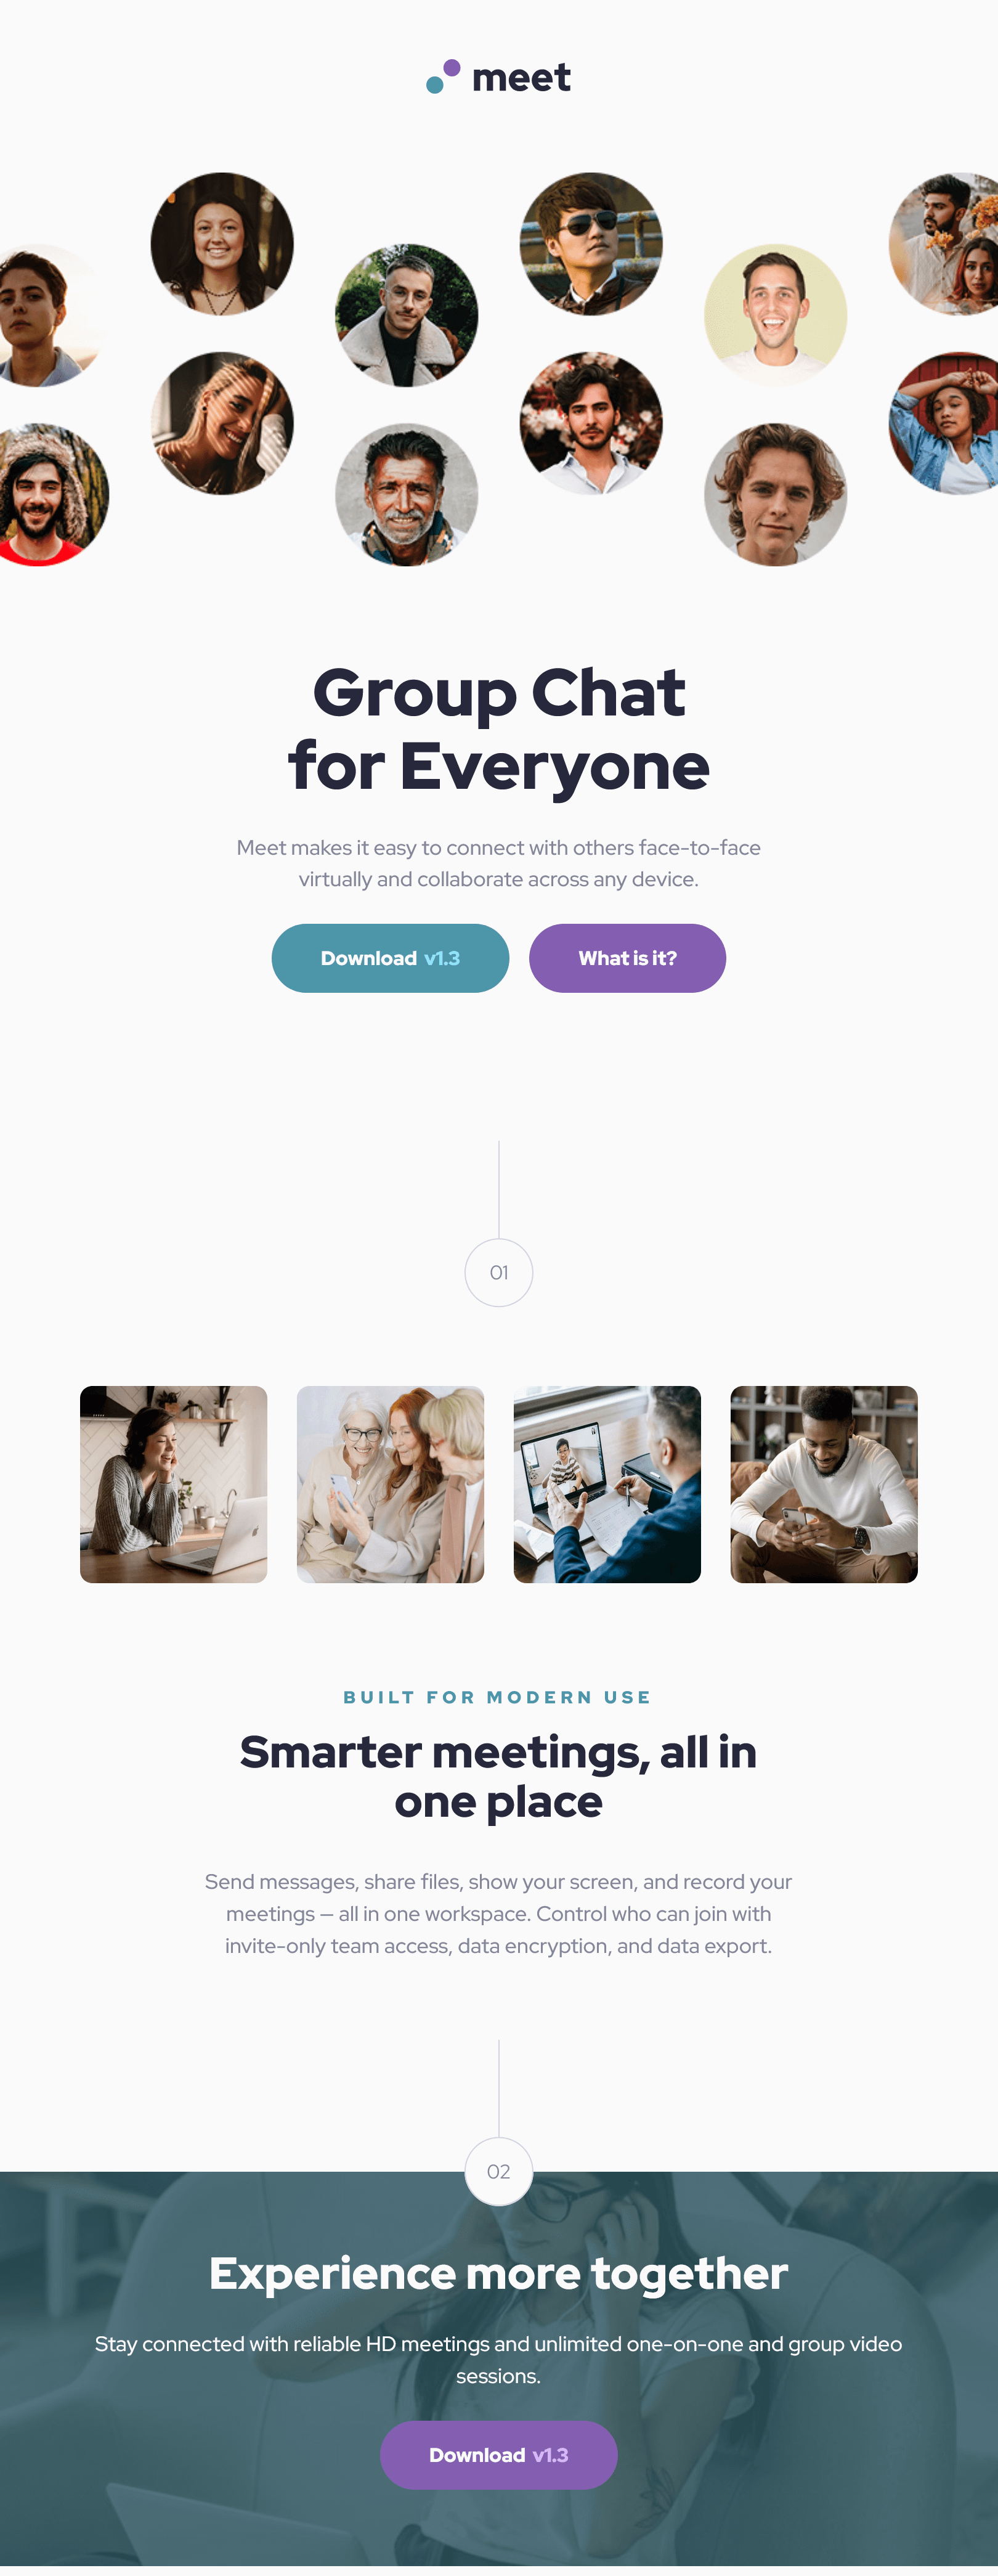 meet
Group Chat
for Everyone
Meet makes it easy to connect with others face-to-face
virtually and collaborate across any device.
Download v1.3
What is it?
01
BUILT FOR MODERN USE
Smarter meetings, all in
one place
Send messages, share files, show your screen, and record your
meetings — all in one workspace. Control who can join with
invite-only team access, data encryption, and data export.
02
Experience more together
Stay connected with reliable HD meetings and unlimited one-on-one and group video
sessions.
Download v1.3